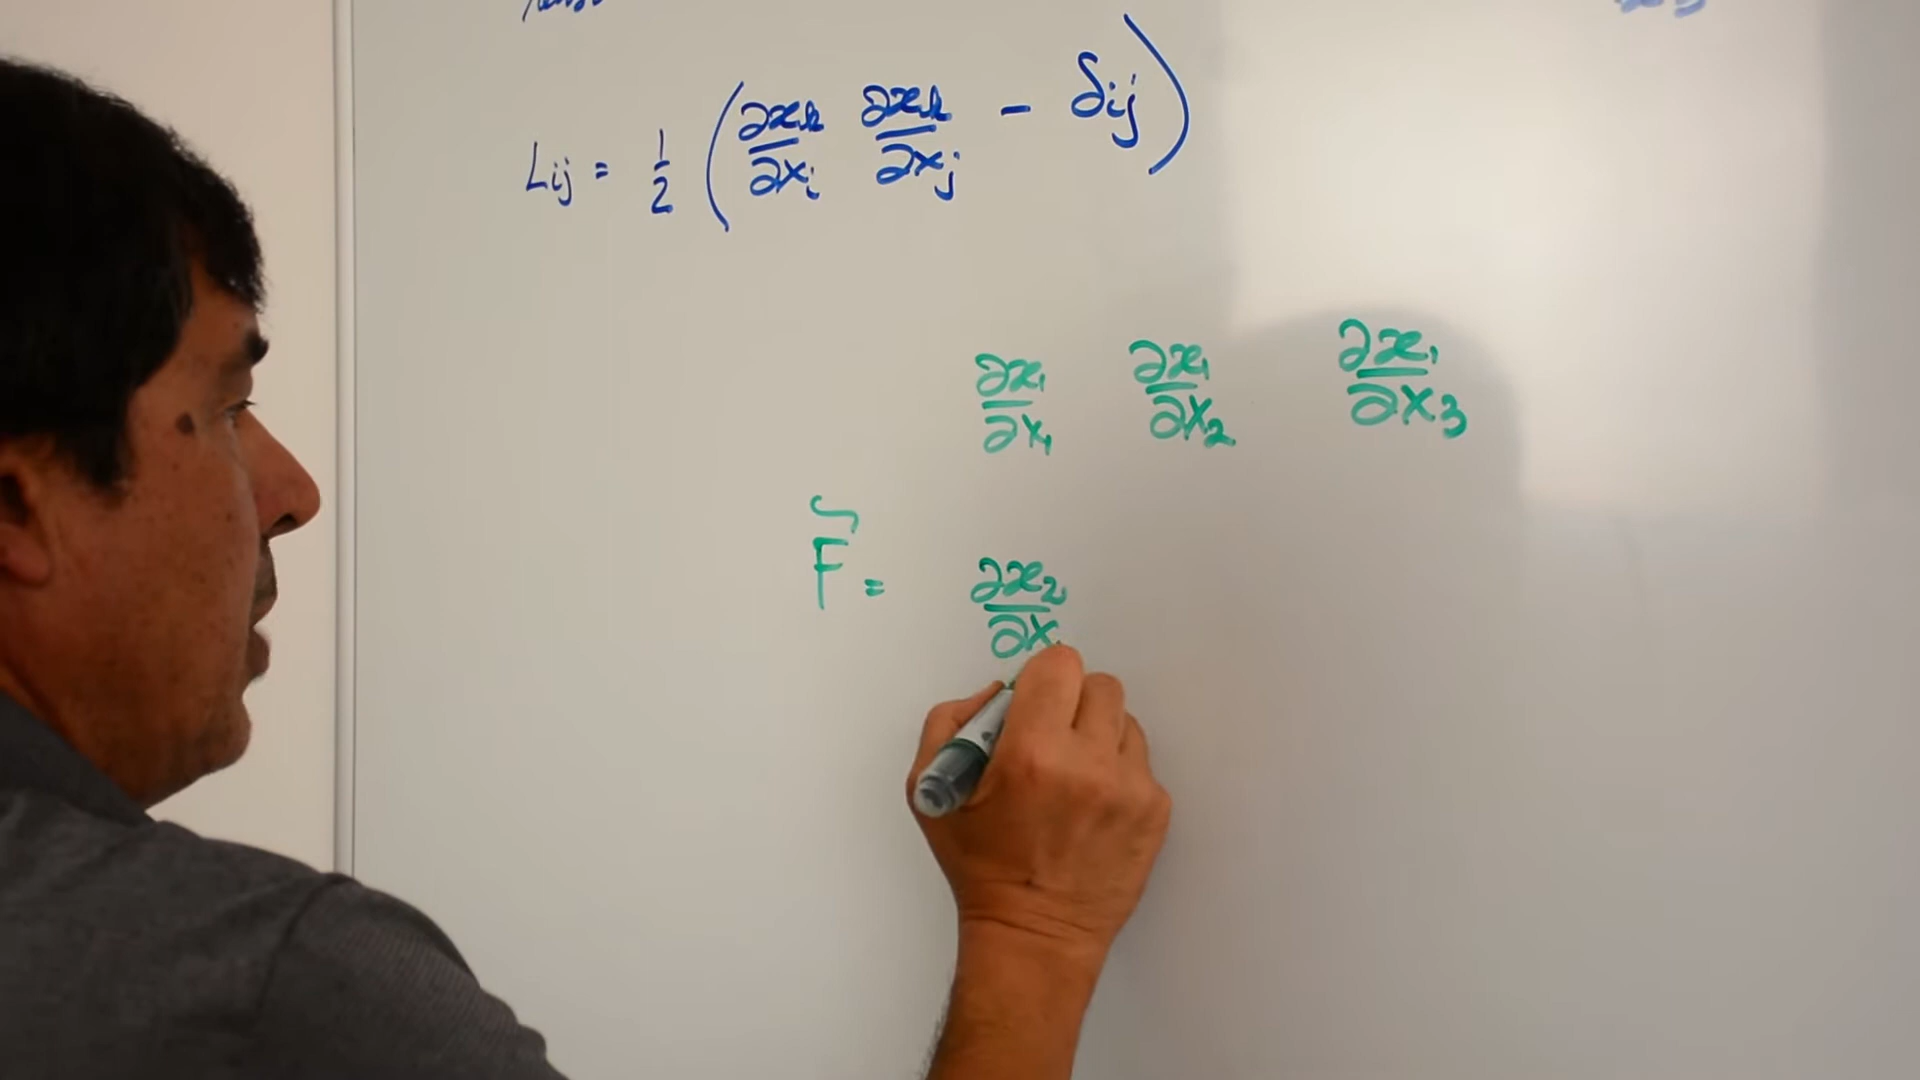 Lij = 1/2 (∂xk/∂Xi ∂xk/∂Xj - δij)
∂x1/∂X1 ∂x1/∂X2 ∂x1/∂X3
F̃ = ∂x2/∂X